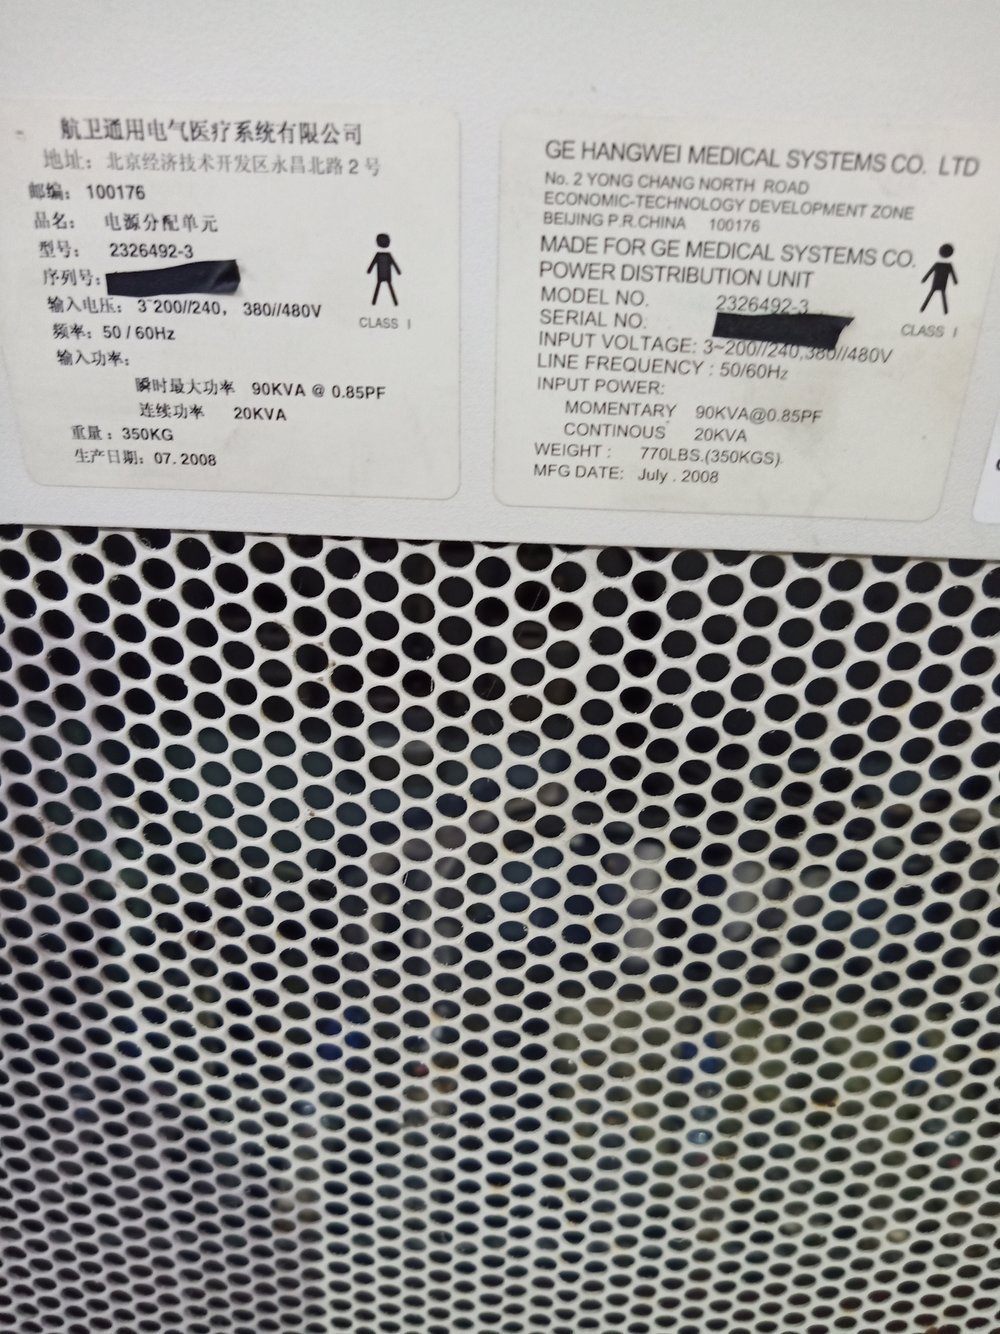 航卫通用电气医疗系统有限公司
地址：北京经济技术开发区永昌北路 2 号
邮编：100176
品名： 电源分配单元
型号： 2326492-3
序列号：
输入电压：3~200//240， 380//480V
频率：50 / 60Hz
输入功率：
瞬时最大功率 90KVA @ 0.85PF
连续功率 20KVA
重量：350KG
生产日期：07. 2008
CLASS I
GE HANGWEI MEDICAL SYSTEMS CO. LTD
No. 2 YONG CHANG NORTH ROAD
ECONOMIC-TECHNOLOGY DEVELOPMENT ZONE
BEIJING P.R.CHINA 100176
MADE FOR GE MEDICAL SYSTEMS CO.
POWER DISTRIBUTION UNIT
MODEL NO. 2326492-3
SERIAL NO.
INPUT VOLTAGE: 3~200//240,380//480V
LINE FREQUENCY : 50/60Hz
INPUT POWER:
MOMENTARY 90KVA@0.85PF
CONTINOUS 20KVA
WEIGHT : 770LBS.(350KGS).
MFG DATE: July . 2008
CLASS I